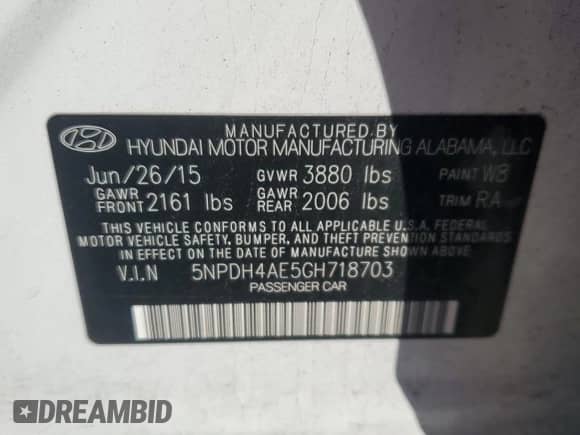 MANUFACTURED BY
HYUNDAI MOTOR MANUFACTURING ALABAMA, LLC
Jun/26/15 GVWR 3880 lbs PAINT W8
GAWR FRONT 2161 lbs GAWR REAR 2006 lbs TRIM RA
THIS VEHICLE CONFORMS TO ALL APPLICABLE U.S. FEDERAL
MOTOR VEHICLE SAFETY, BUMPER, AND THEFT PREVENTION STANDARDS
IN EFFECT ON THE DATE OF MANUFACTURE SHOWN ABOVE.
V.I.N 5NPDH4AE5GH718703
PASSENGER CAR
DREAMBID